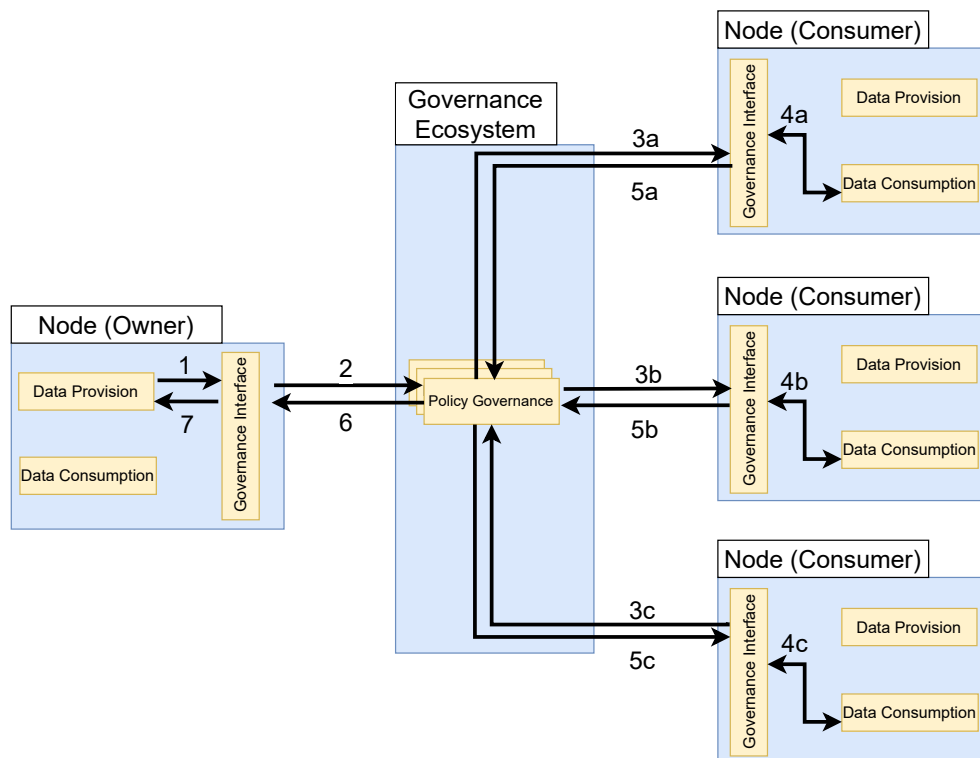 Node (Consumer)
Governance Interface
Data Provision
4a
Data Consumption
Governance
Ecosystem
3a
5a
Node (Owner)
1
Data Provision
7
Data Consumption
Governance Interface
2
6
Policy Governance
3b
5b
Node (Consumer)
Governance Interface
Data Provision
4b
Data Consumption
3c
5c
Node (Consumer)
Governance Interface
Data Provision
4c
Data Consumption